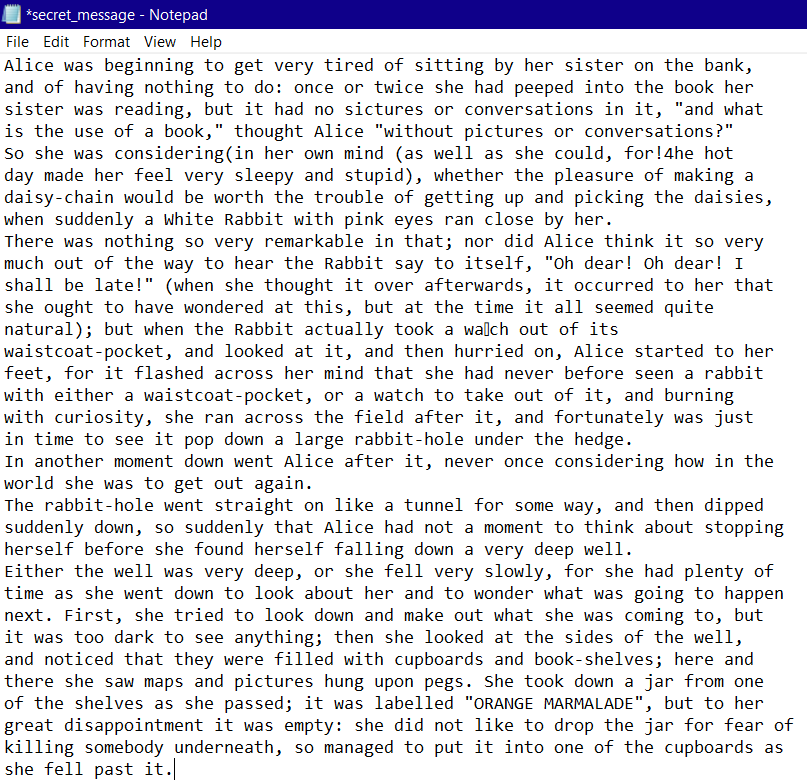 *secret_message - Notepad
File Edit Format View Help
Alice was beginning to get very tired of sitting by her sister on the bank,
and of having nothing to do: once or twice she had peeped into the book her
sister was reading, but it had no sictures or conversations in it, "and what
is the use of a book," thought Alice "without pictures or conversations?"
So she was considering(in her own mind (as well as she could, for!4he hot
day made her feel very sleepy and stupid), whether the pleasure of making a
daisy-chain would be worth the trouble of getting up and picking the daisies,
when suddenly a White Rabbit with pink eyes ran close by her.
There was nothing so very remarkable in that; nor did Alice think it so very
much out of the way to hear the Rabbit say to itself, "Oh dear! Oh dear! I
shall be late!" (when she thought it over afterwards, it occurred to her that
she ought to have wondered at this, but at the time it all seemed quite
natural); but when the Rabbit actually took a wa▯ch out of its
waistcoat-pocket, and looked at it, and then hurried on, Alice started to her
feet, for it flashed across her mind that she had never before seen a rabbit
with either a waistcoat-pocket, or a watch to take out of it, and burning
with curiosity, she ran across the field after it, and fortunately was just
in time to see it pop down a large rabbit-hole under the hedge.
In another moment down went Alice after it, never once considering how in the
world she was to get out again.
The rabbit-hole went straight on like a tunnel for some way, and then dipped
suddenly down, so suddenly that Alice had not a moment to think about stopping
herself before she found herself falling down a very deep well.
Either the well was very deep, or she fell very slowly, for she had plenty of
time as she went down to look about her and to wonder what was going to happen
next. First, she tried to look down and make out what she was coming to, but
it was too dark to see anything; then she looked at the sides of the well,
and noticed that they were filled with cupboards and book-shelves; here and
there she saw maps and pictures hung upon pegs. She took down a jar from one
of the shelves as she passed; it was labelled "ORANGE MARMALADE", but to her
great disappointment it was empty: she did not like to drop the jar for fear of
killing somebody underneath, so managed to put it into one of the cupboards as
she fell past it.